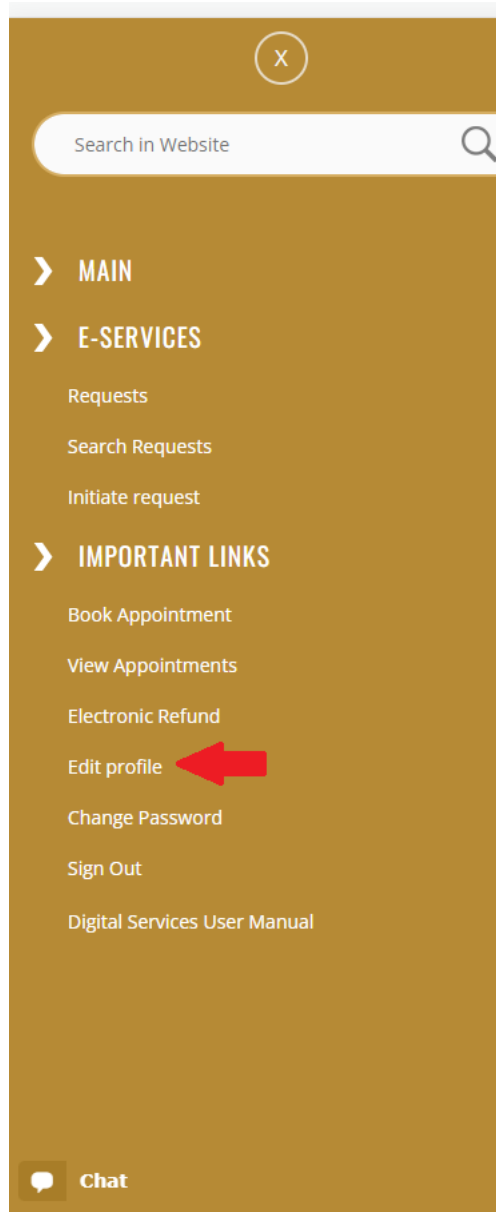 X
Search in Website
MAIN
E-SERVICES
Requests
Search Requests
Initiate request
IMPORTANT LINKS
Book Appointment
View Appointments
Electronic Refund
Edit profile
Change Password
Sign Out
Digital Services User Manual
Chat